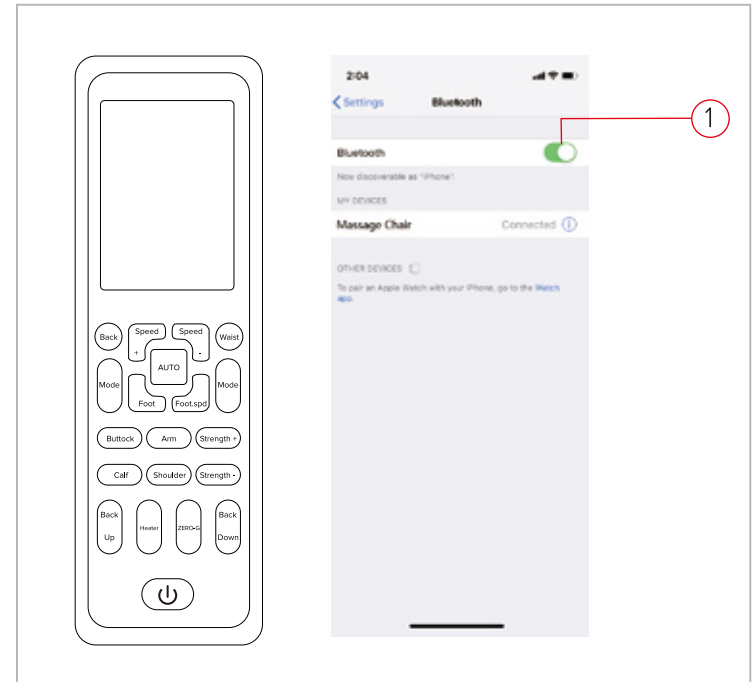 Back
Speed
+
Speed
-
Waist
Mode
AUTO
Mode
Foot
Foot.spd
Buttock
Arm
Strength +
Calf
Shoulder
Strength -
Back
Up
Heater
ZERO-G
Back
Down
2:04
Settings
Bluetooth
Bluetooth
Now discoverable as "iPhone".
MY DEVICES
Massage Chair
Connected
OTHER DEVICES
To pair an Apple Watch with your iPhone, go to the Watch
app.
1